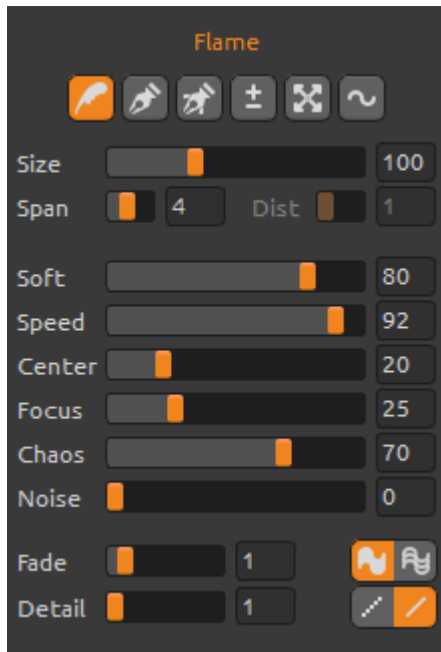 Flame
Size 100
Span 4 Dist 1
Soft 80
Speed 92
Center 20
Focus 25
Chaos 70
Noise 0
Fade 1
Detail 1